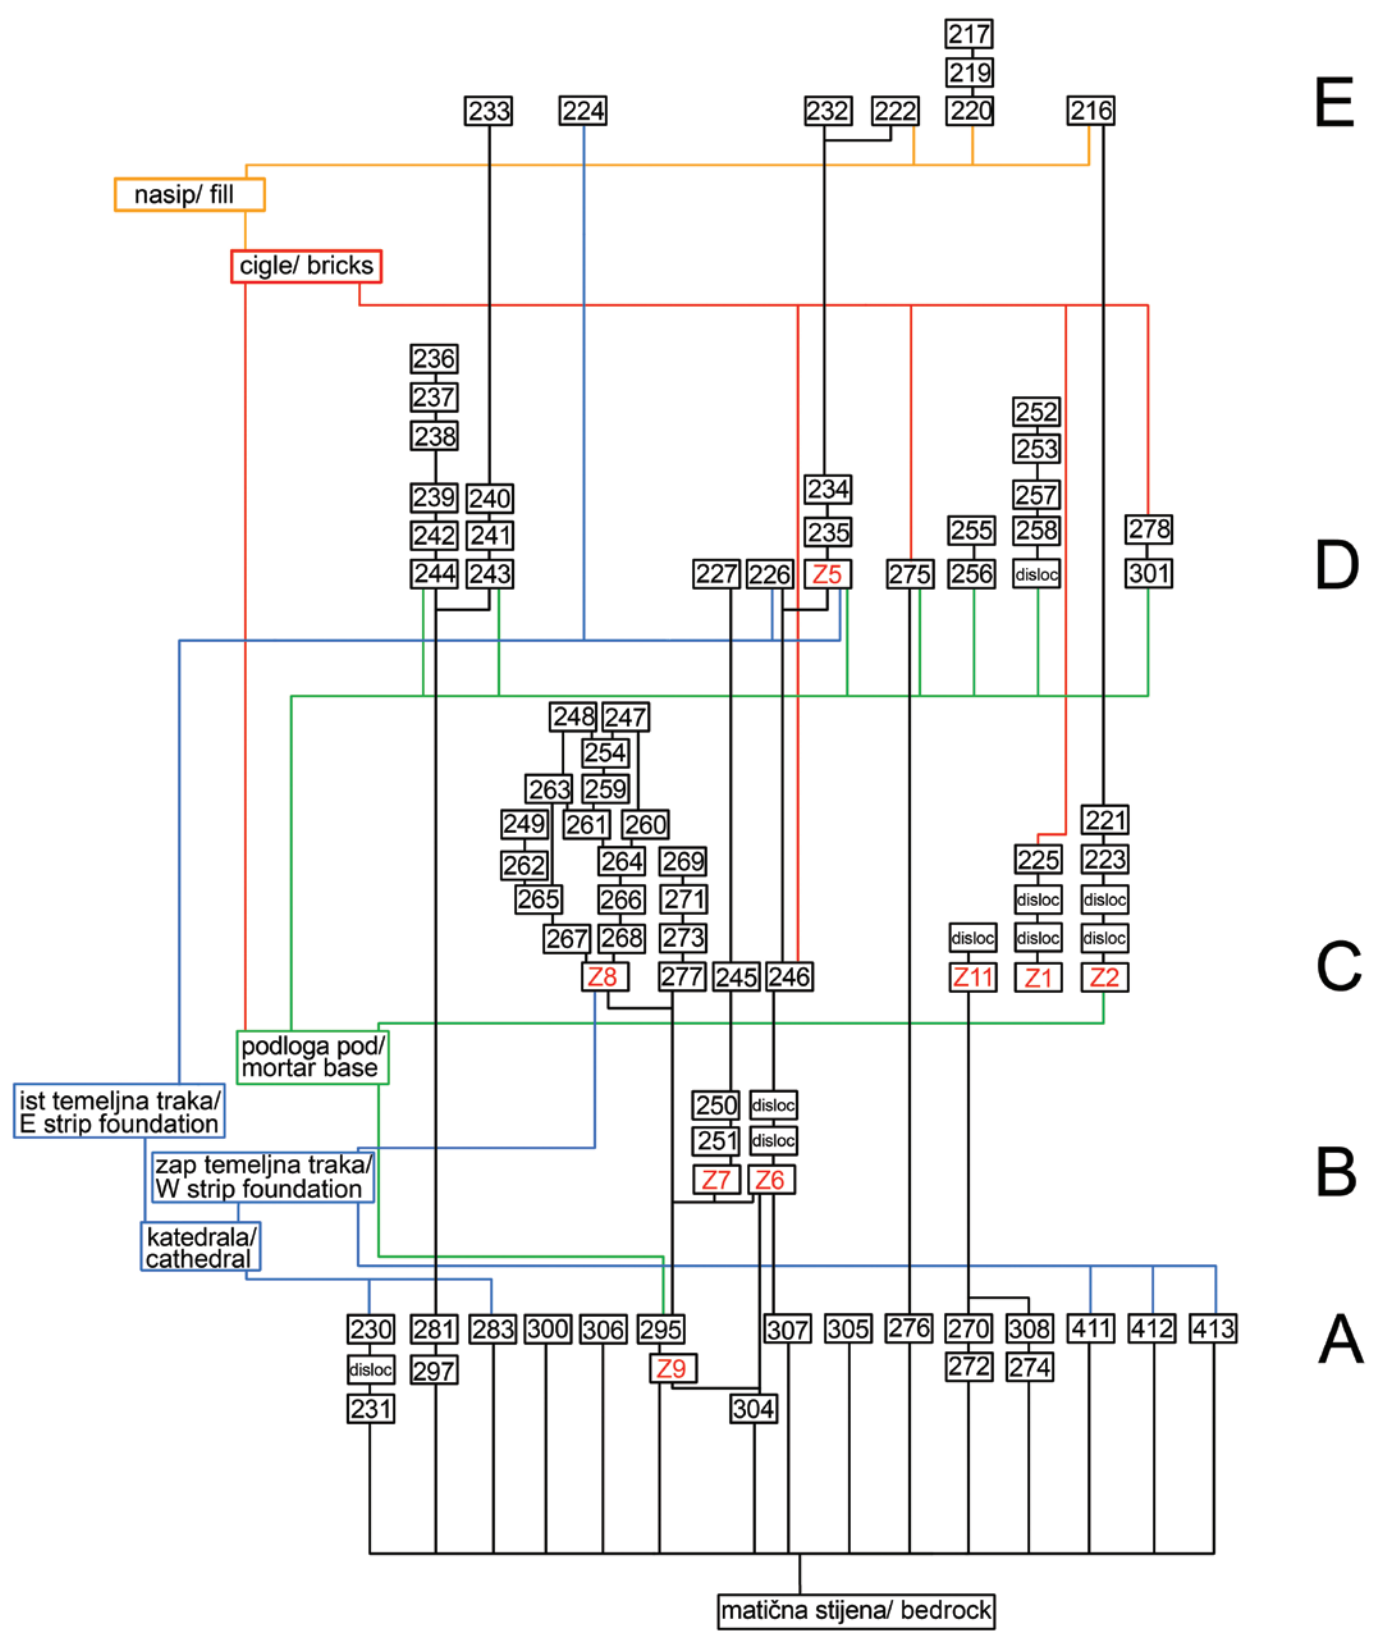 217
219
E
233
224
232
222
220
216
nasip/ fill
cigle/ bricks
236
237
238
252
253
239
240
234
257
242
241
235
255
258
278
D
244
243
227
226
Z5
275
256
disloc
301
248
247
254
263
259
249
261
260
221
262
264
269
225
223
265
266
271
disloc
disloc
267
268
273
disloc
disloc
disloc
C
Z8
277
245
246
Z11
Z1
Z2
podloga pod/
mortar base
ist temeljna traka/
E strip foundation
250
disloc
251
disloc
zap temeljna traka/
W strip foundation
Z7
Z6
B
katedrala/
cathedral
230
281
283
300
306
295
307
305
276
270
308
411
412
413
A
disloc
297
Z9
272
274
231
304
matična stijena/ bedrock